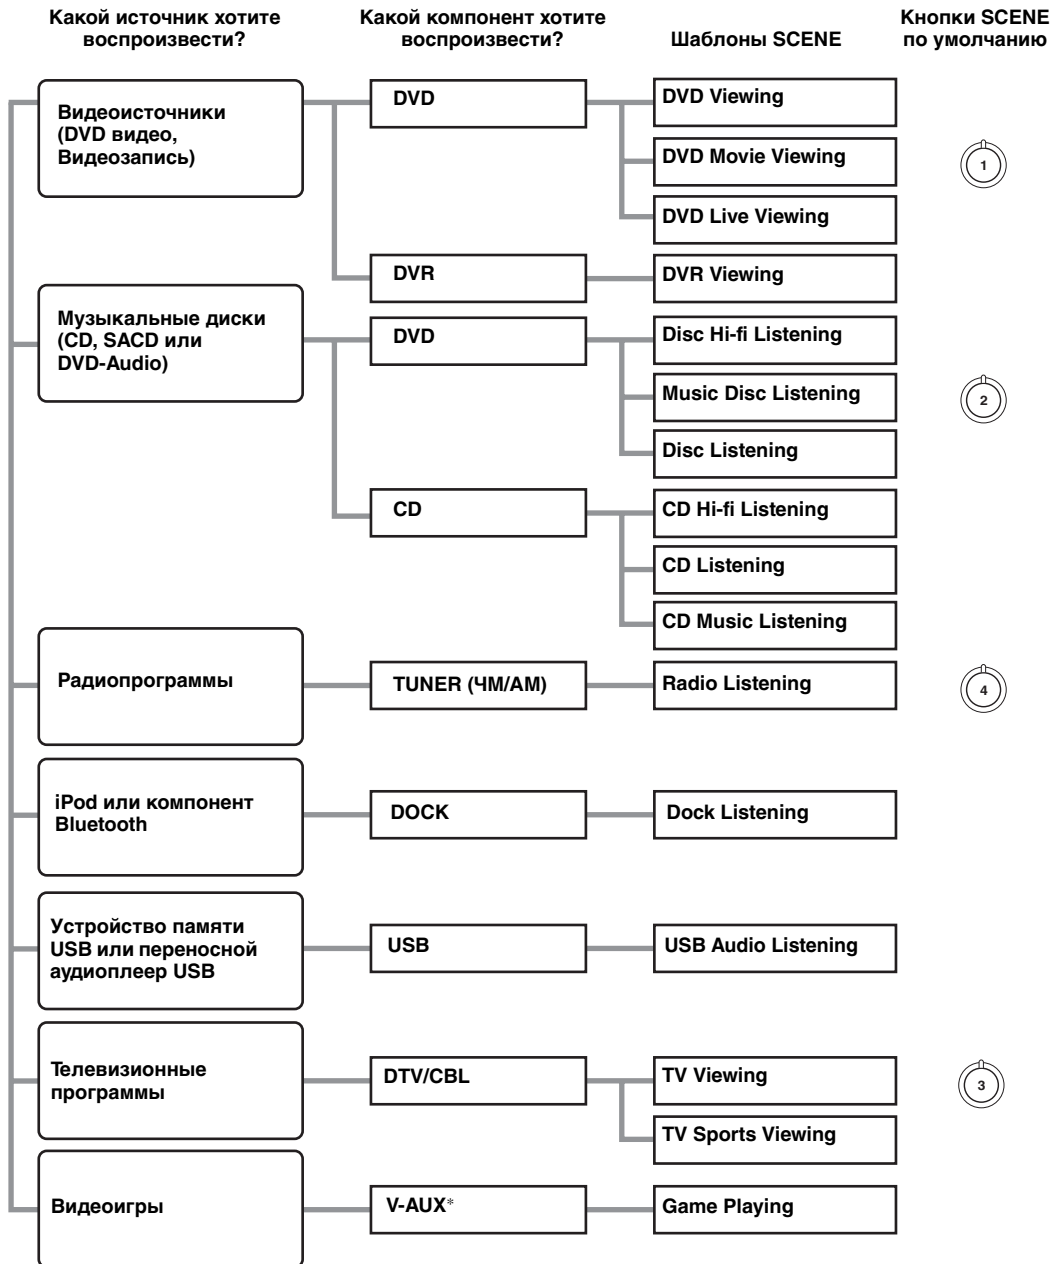 Какой источник хотите
воспроизвести?
Какой компонент хотите
воспроизвести?
Шаблоны SCENE
Кнопки SCENE
по умолчанию
Видеоисточники
(DVD видео,
Видеозапись)
DVD
DVD Viewing
DVD Movie Viewing
1
DVD Live Viewing
DVR
DVR Viewing
Музыкальные диски
(CD, SACD или
DVD-Audio)
DVD
Disc Hi-fi Listening
Music Disc Listening
2
Disc Listening
CD
CD Hi-fi Listening
CD Listening
CD Music Listening
Радиопрограммы
TUNER (ЧМ/AM)
Radio Listening
4
iPod или компонент
Bluetooth
DOCK
Dock Listening
Устройство памяти
USB или переносной
аудиоплеер USB
USB
USB Audio Listening
Телевизионные
программы
DTV/CBL
TV Viewing
3
TV Sports Viewing
Видеоигры
V-AUX*
Game Playing